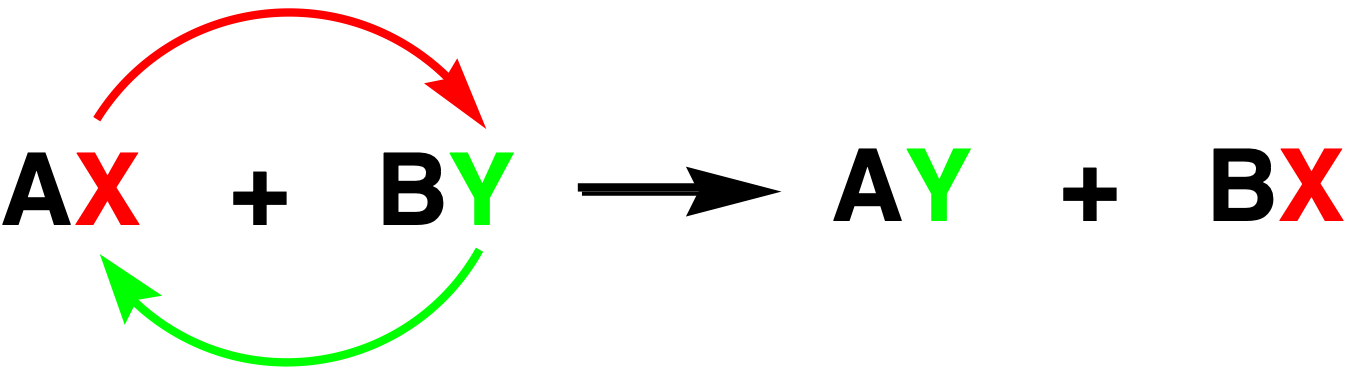 AX + BY → AY + BX